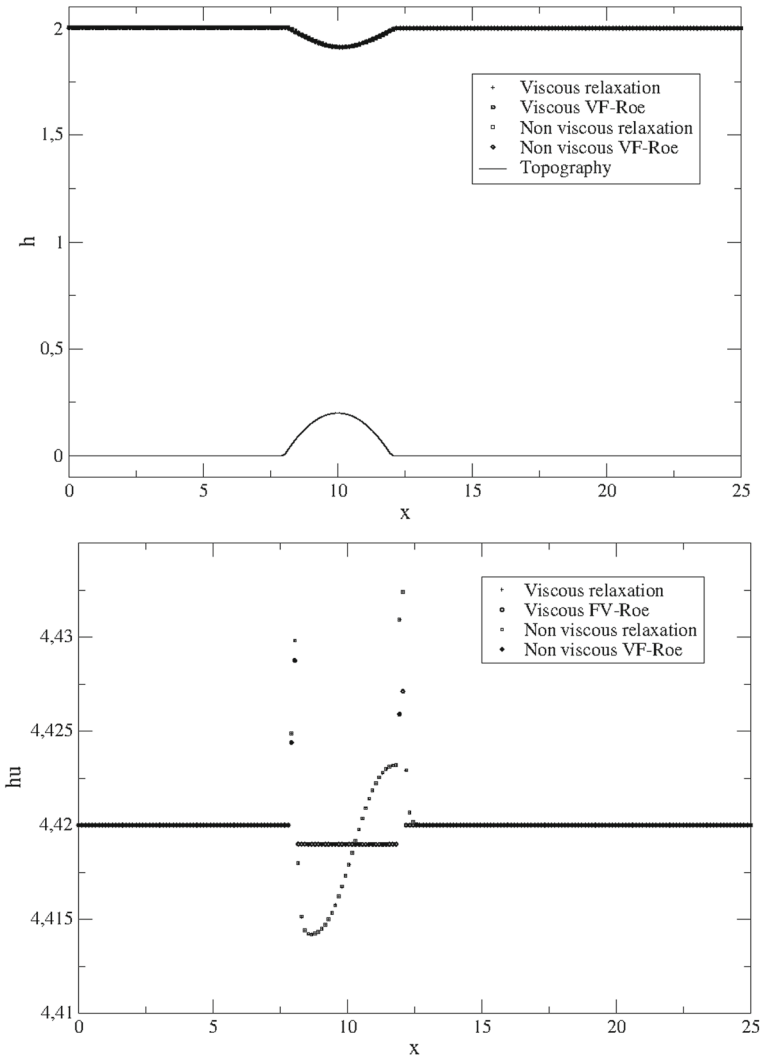 2
1,5
h
1
0,5
0
0 5 10 15 20 25
x
Viscous relaxation
Viscous VF-Roe
Non viscous relaxation
Non viscous VF-Roe
Topography
4,43
4,425
hu
4,42
4,415
4,41
0 5 10 15 20 25
x
Viscous relaxation
Viscous FV-Roe
Non viscous relaxation
Non viscous VF-Roe